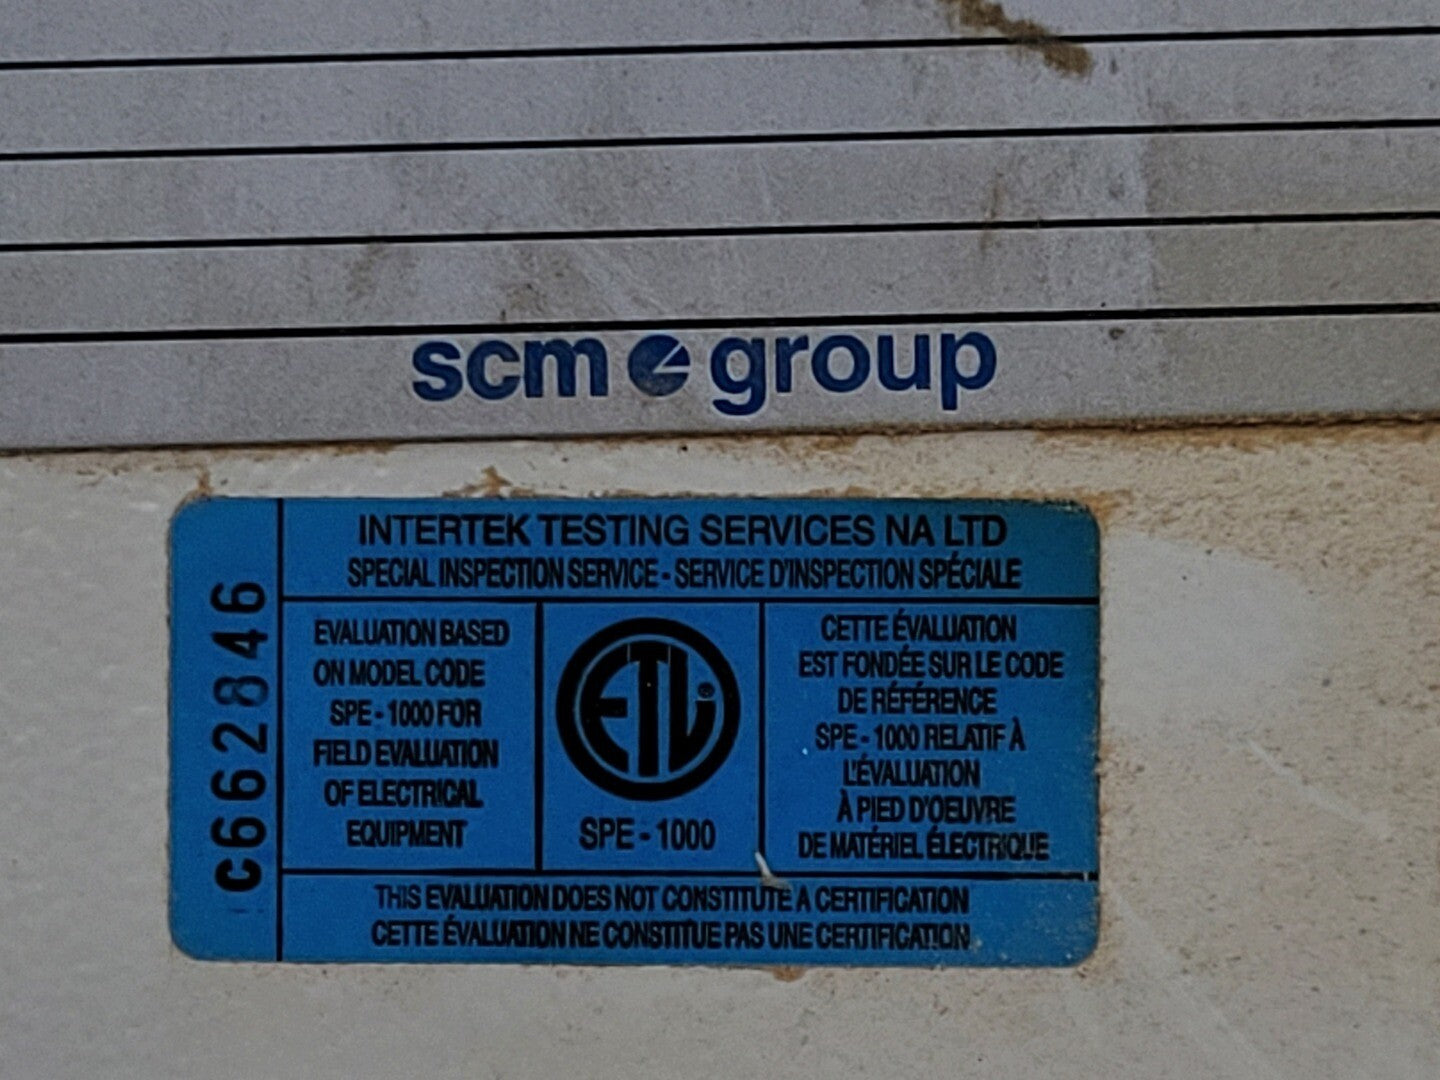 scm group
INTERTEK TESTING SERVICES NA LTD
SPECIAL INSPECTION SERVICE - SERVICE D'INSPECTION SPÉCIALE
c662846
EVALUATION BASED
ON MODEL CODE
SPE - 1000 FOR
FIELD EVALUATION
OF ELECTRICAL
EQUIPMENT
ETL®
SPE - 1000
CETTE ÉVALUATION
EST FONDÉE SUR LE CODE
DE RÉFÉRENCE
SPE - 1000 RELATIF À
L'ÉVALUATION
À PIED D'OEUVRE
DE MATÉRIEL ÉLECTRIQUE
THIS EVALUATION DOES NOT CONSTITUTE A CERTIFICATION
CETTE ÉVALUATION NE CONSTITUE PAS UNE CERTIFICATION